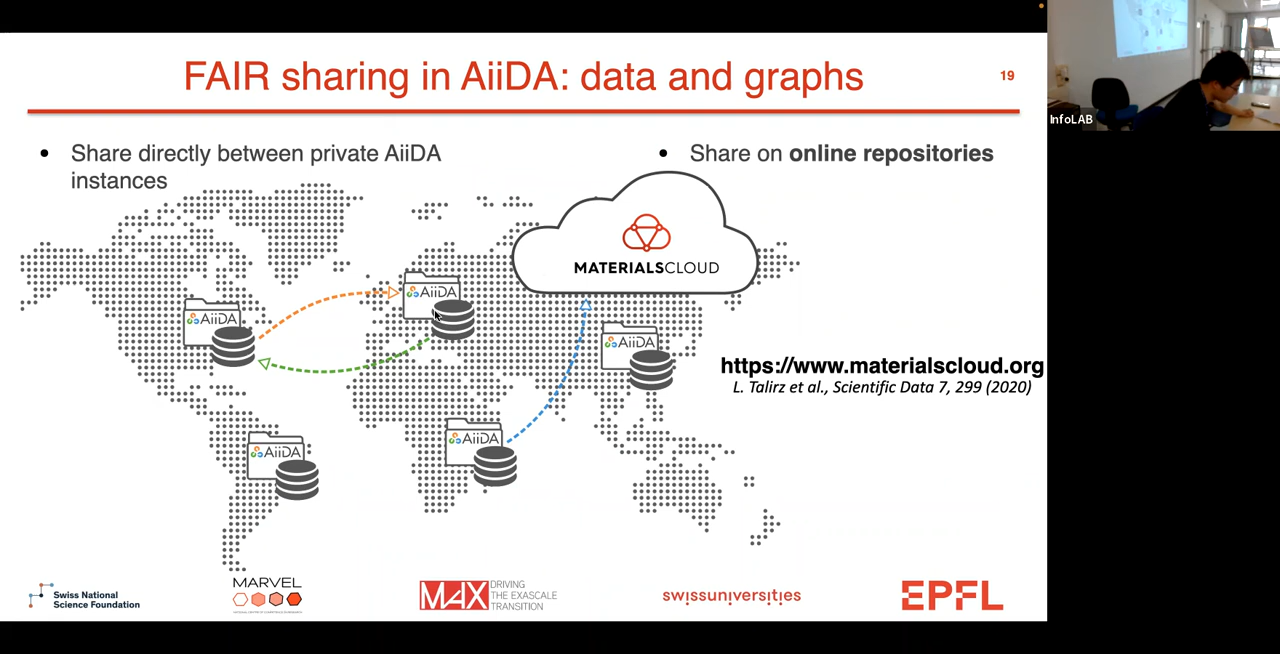 FAIR sharing in AiiDA: data and graphs
19
InfoLAB
• Share directly between private AiiDA
instances
• Share on online repositories
MATERIALSCLOUD
AiiDA
AiiDA
AiiDA
https://www.materialscloud.org
L. Talirz et al., Scientific Data 7, 299 (2020)
AiiDA
AiiDA
Swiss National
Science Foundation
MARVEL
MAX
DRIVING
THE EXASCALE
TRANSITION
swissuniversities
EPFL